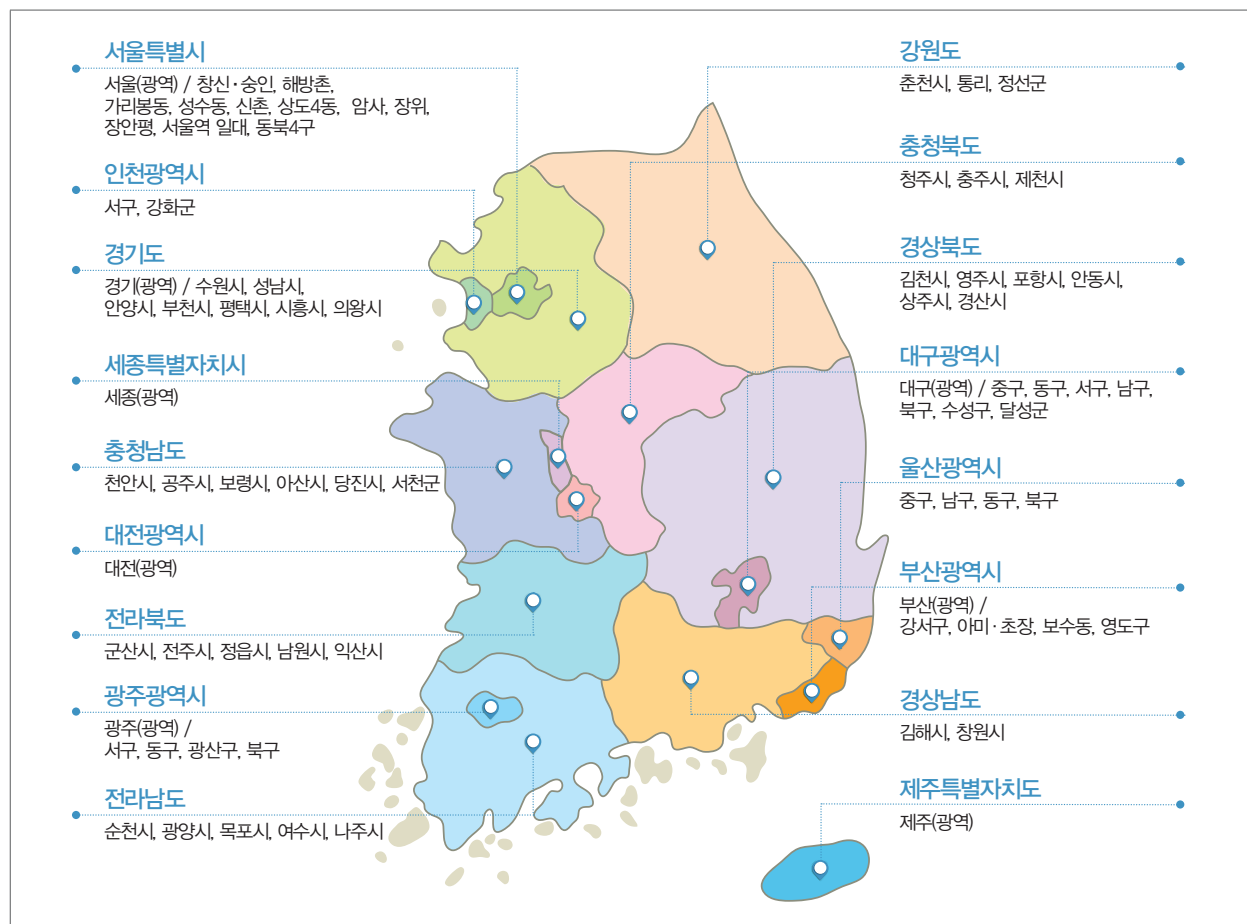 서울특별시
서울(광역) / 창신·숭인, 해방촌,
가리봉동, 성수동, 신촌, 상도4동, 암사, 장위,
장안평, 서울역 일대, 동북4구
인천광역시
서구, 강화군
경기도
경기(광역) / 수원시, 성남시,
안양시, 부천시, 평택시, 시흥시, 의왕시
세종특별자치시
세종(광역)
충청남도
천안시, 공주시, 보령시, 아산시, 당진시, 서천군
대전광역시
대전(광역)
전라북도
군산시, 전주시, 정읍시, 남원시, 익산시
광주광역시
광주(광역) /
서구, 동구, 광산구, 북구
전라남도
순천시, 광양시, 목포시, 여수시, 나주시
강원도
춘천시, 통리, 정선군
충청북도
청주시, 충주시, 제천시
경상북도
김천시, 영주시, 포항시, 안동시,
상주시, 경산시
대구광역시
대구(광역) / 중구, 동구, 서구, 남구,
북구, 수성구, 달성군
울산광역시
중구, 남구, 동구, 북구
부산광역시
부산(광역) /
강서구, 아미·초장, 보수동, 영도구
경상남도
김해시, 창원시
제주특별자치도
제주(광역)